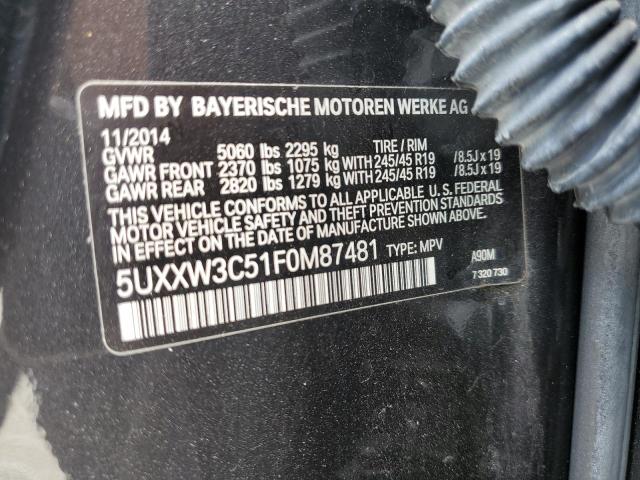 MFD BY BAYERISCHE MOTOREN WERKE AG
11/2014
GVWR 5060 lbs 2295 kg TIRE / RIM
GAWR FRONT 2370 lbs 1075 kg WITH 245/45 R19 /8.5J x 19
GAWR REAR 2820 lbs 1279 kg WITH 245/45 R19 /8.5J x 19
THIS VEHICLE CONFORMS TO ALL APPLICABLE U.S. FEDERAL
MOTOR VEHICLE SAFETY AND THEFT PREVENTION STANDARDS
IN EFFECT ON THE DATE OF MANUFACTURE SHOWN ABOVE.
5UXXW3C51F0M87481 TYPE: MPV A90M
7 320 730